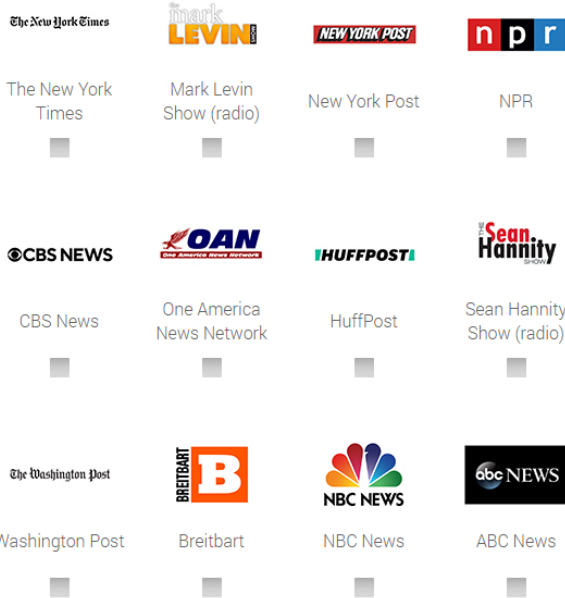 The New York Times
the mark
LEVIN SHOW
NEW YORK POST
npr
The New York
Times
Mark Levin
Show (radio)
New York Post
NPR
CBS NEWS
OAN
One America News Network
HUFFPOST
THE Sean
Hannity
SHOW
CBS News
One America
News Network
HuffPost
Sean Hannity
Show (radio)
The Washington Post
BREITBART
B
NBC NEWS
abc NEWS
Washington Post
Breitbart
NBC News
ABC News